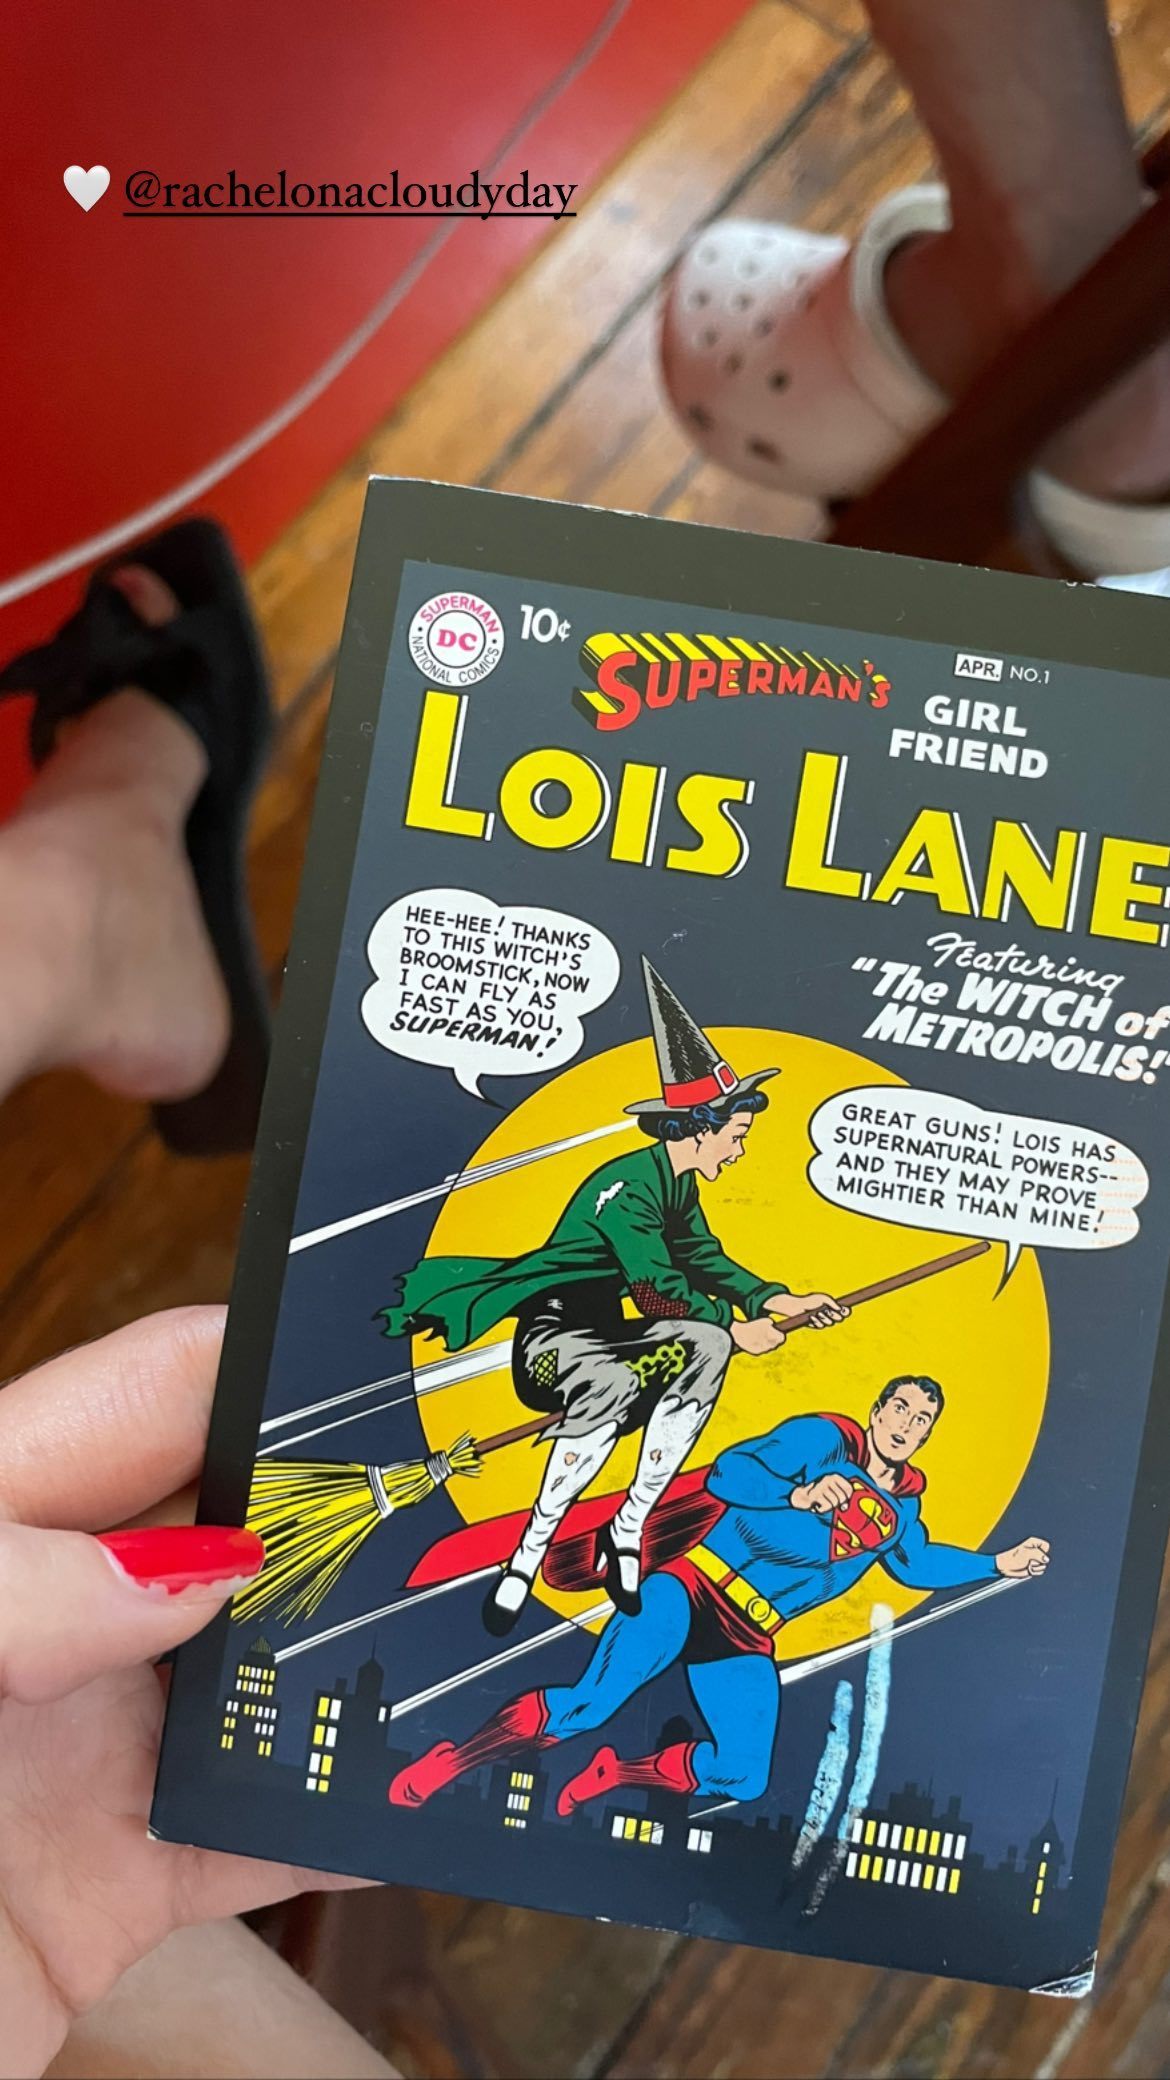 @rachelonacloudyday
SUPERMAN
DC
NATIONAL COMICS
10¢
SUPERMAN'S
APR. NO.1
GIRL
FRIEND
LOIS LANE
Featuring
"The WITCH of
METROPOLIS!"
HEE-HEE! THANKS
TO THIS WITCH'S
BROOMSTICK, NOW
I CAN FLY AS
FAST AS YOU,
SUPERMAN!
GREAT GUNS! LOIS HAS
SUPERNATURAL POWERS--
AND THEY MAY PROVE
MIGHTIER THAN MINE!
S